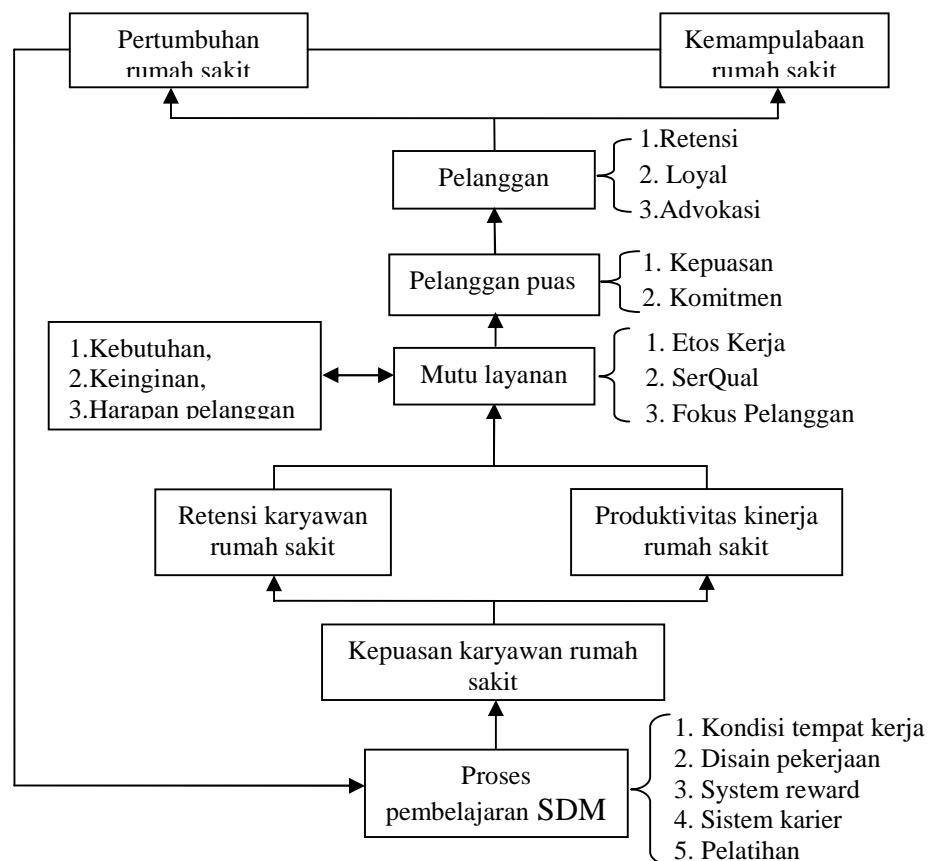 Pertumbuhan
rumah sakit
Kemampulabaan
rumah sakit
Pelanggan
1.Retensi
2. Loyal
3.Advokasi
Pelanggan puas
1. Kepuasan
2. Komitmen
1.Kebutuhan,
2.Keinginan,
3.Harapan pelanggan
Mutu layanan
1. Etos Kerja
2. SerQual
3. Fokus Pelanggan
Retensi karyawan
rumah sakit
Produktivitas kinerja
rumah sakit
Kepuasan karyawan rumah
sakit
Proses
pembelajaran SDM
1. Kondisi tempat kerja
2. Disain pekerjaan
3. System reward
4. Sistem karier
5. Pelatihan